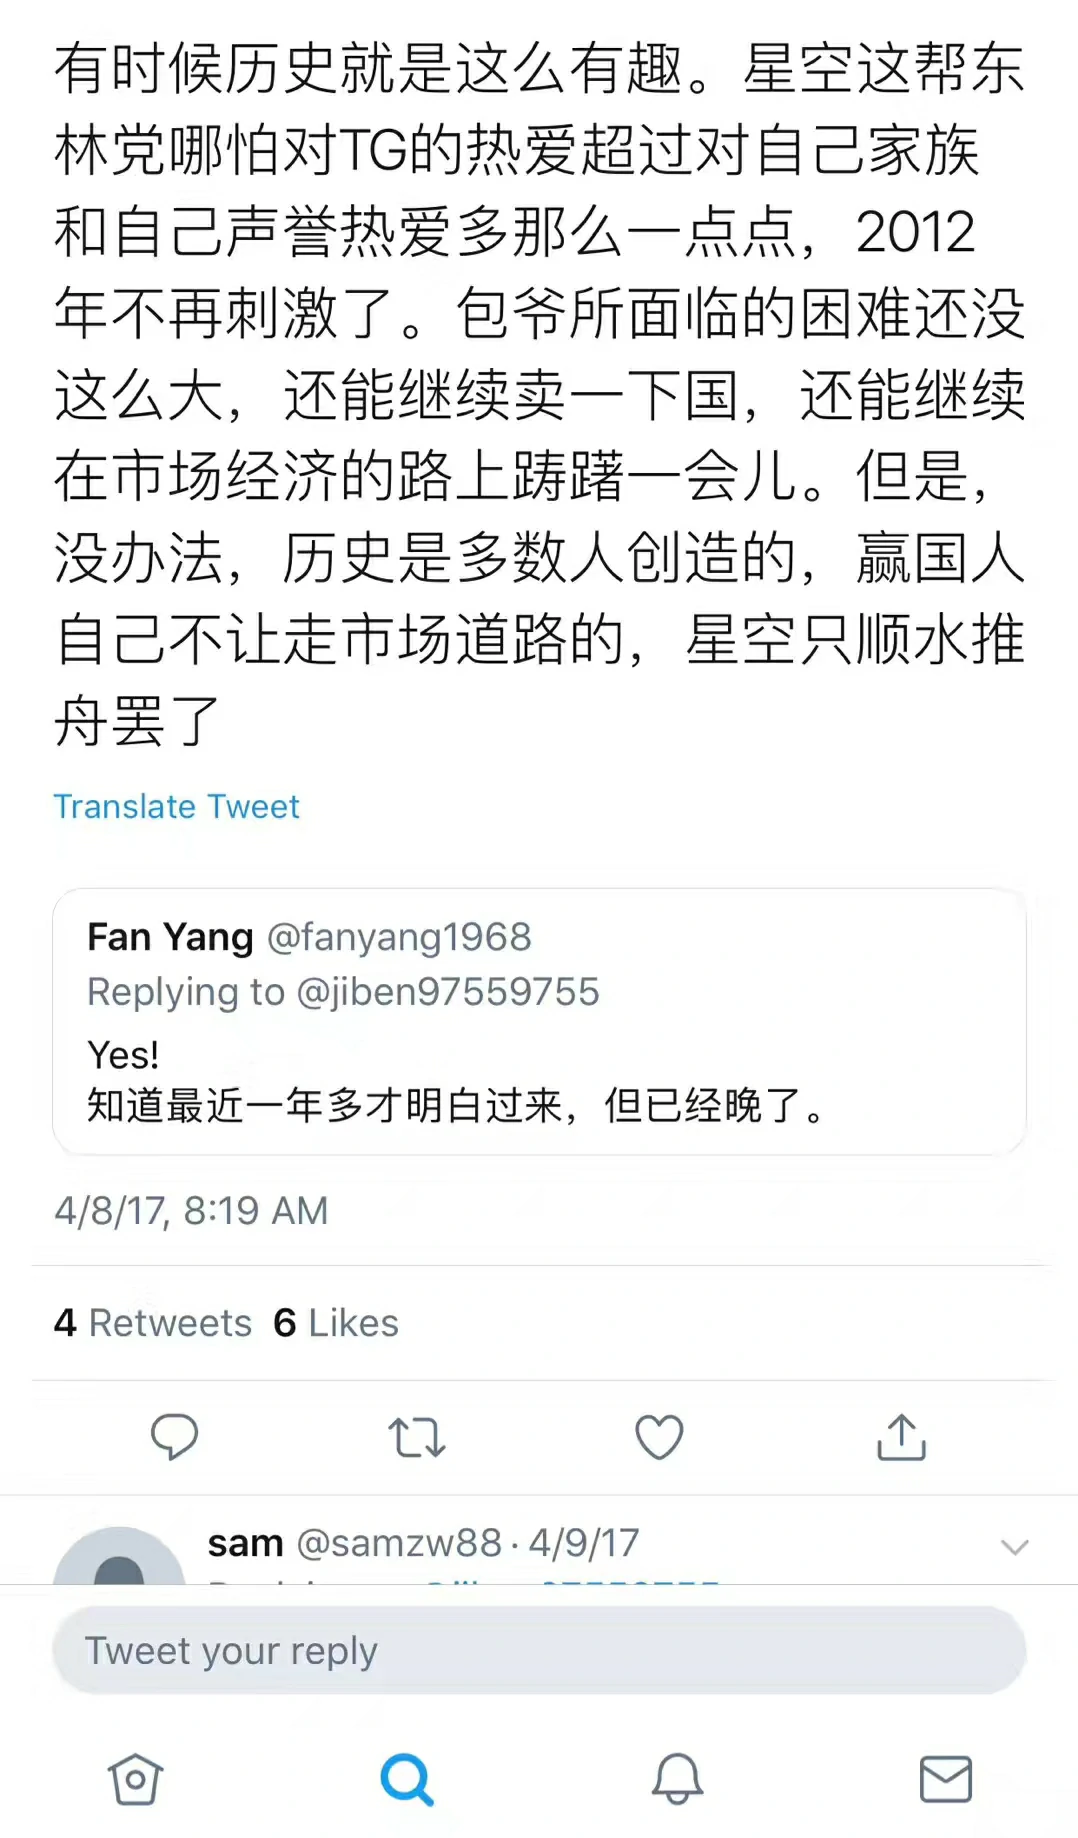 有时候历史就是这么有趣。星空这帮东
林党哪怕对TG的热爱超过对自己家族
和自己声誉热爱多那么一点点，2012
年不再刺激了。包爷所面临的困难还没
这么大，还能继续卖一下国，还能继续
在市场经济的路上踌躇一会儿。但是，
没办法，历史是多数人创造的，赢国人
自己不让走市场道路的，星空只顺水推
舟罢了
Translate Tweet
Fan Yang @fanyang1968
Replying to @jiben97559755
Yes!
知道最近一年多才明白过来，但已经晚了。
4/8/17, 8:19 AM
4 Retweets 6 Likes
sam @samzw88 · 4/9/17
Tweet your reply